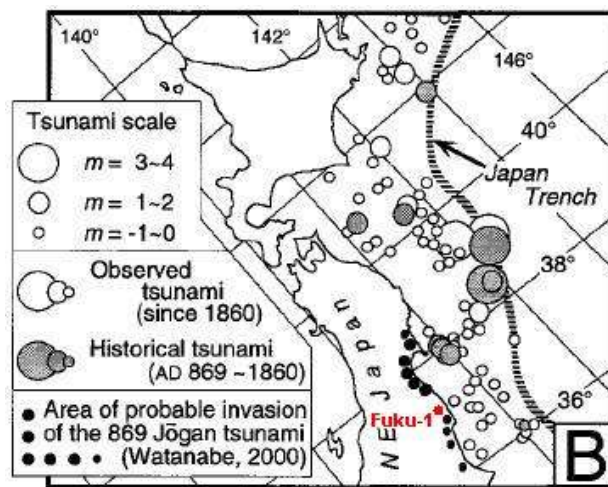 140°
142°
146°
40°
38°
36°
Tsunami scale
m = 3~4
m = 1~2
m = -1~0
Observed
tsunami
(since 1860)
Historical tsunami
(AD 869 ~1860)
Area of probable invasion
of the 869 Jōgan tsunami
(Watanabe, 2000)
Japan
Trench
NE Japan
Fuku-1
B